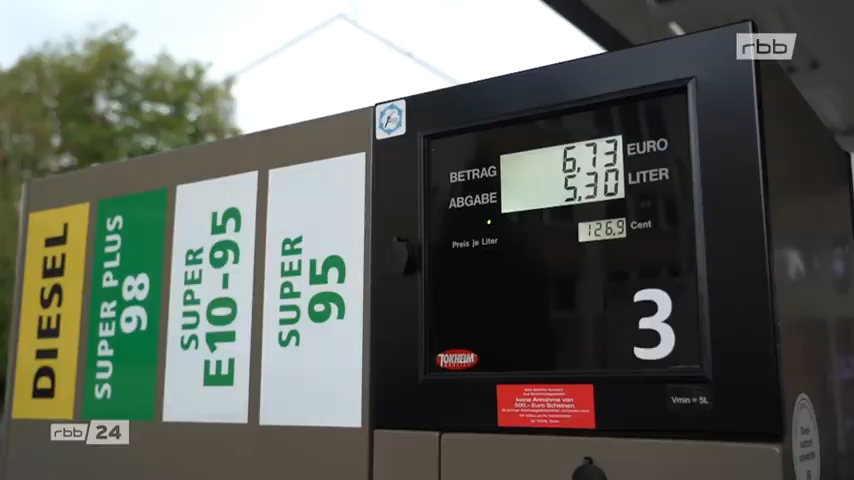 rbb
BETRAG 6,73 EURO
ABGABE 5,30 LITER
126,9 Cent
Preis je Liter
3
TOKHEIM
keine Annahme von
500,- Euro Scheinen.
Vmin = 5L
DIESEL
SUPER PLUS
98
SUPER
E10-95
SUPER
95
rbb 24